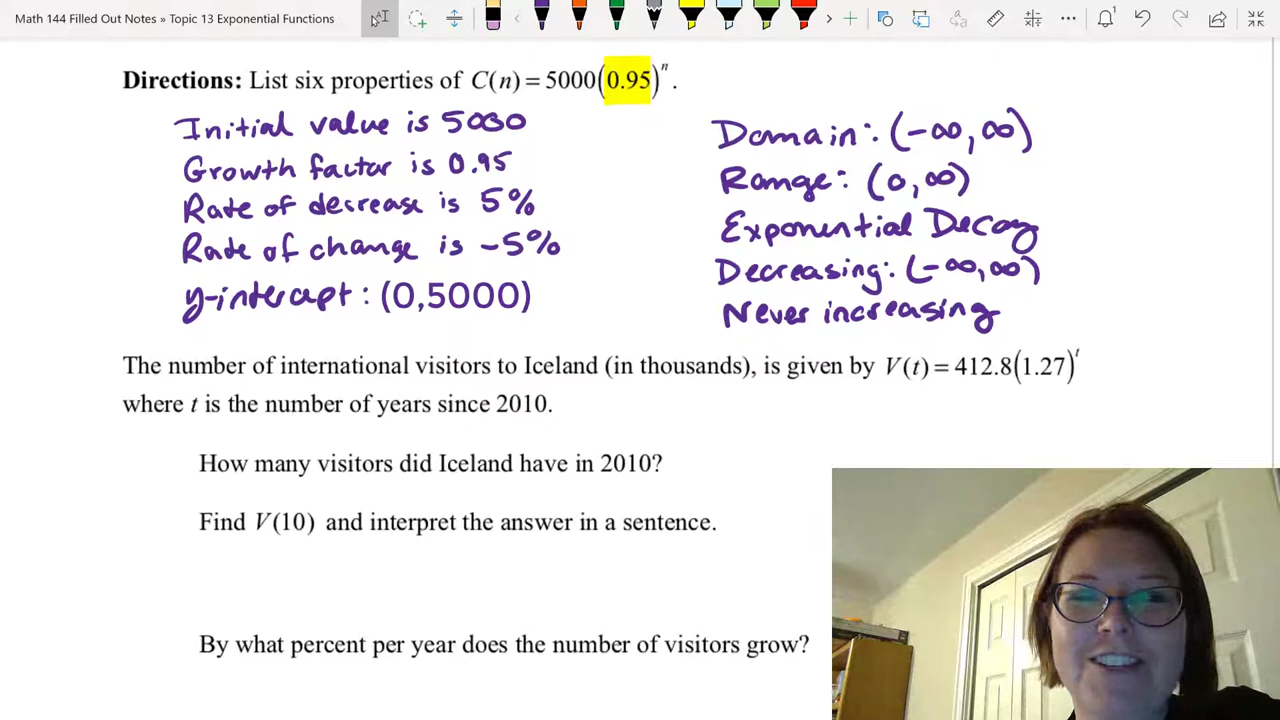 Math 144 Filled Out Notes » Topic 13 Exponential Functions
Directions: List six properties of C(n) = 5000(0.95)^n.
Initial value is 5000
Growth factor is 0.95
Rate of decrease is 5%
Rate of change is -5%
y-intercept: (0,5000)
Domain: (-∞,∞)
Range: (0,∞)
Exponential Decay
Decreasing: (-∞,∞)
Never increasing
The number of international visitors to Iceland (in thousands), is given by V(t) = 412.8(1.27)^t
where t is the number of years since 2010.
How many visitors did Iceland have in 2010?
Find V(10) and interpret the answer in a sentence.
By what percent per year does the number of visitors grow?